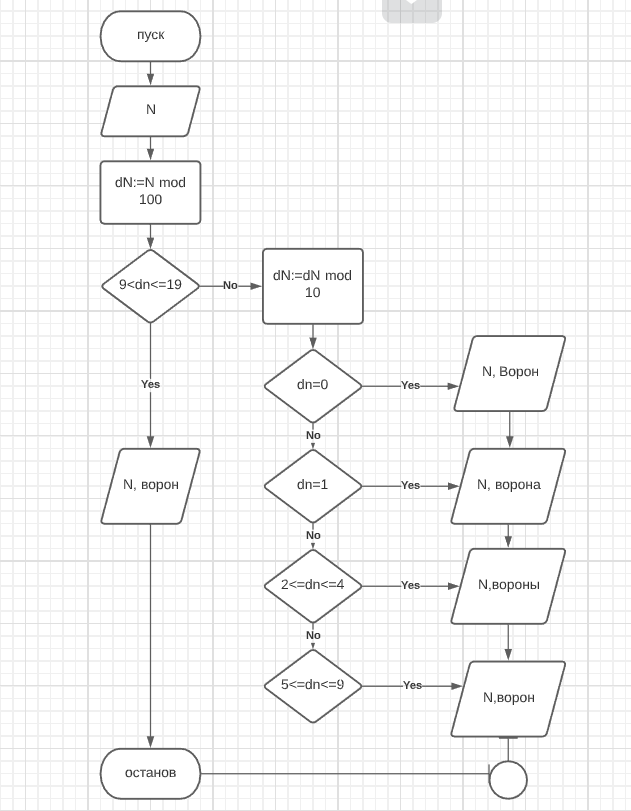 пуск
N
dN:=N mod
100
9<dn<=19
No
dN:=dN mod
10
Yes
dn=0
Yes
N, Ворон
No
dn=1
Yes
N, ворона
N, ворон
No
2<=dn<=4
Yes
N,вороны
No
5<=dn<=9
Yes
N,ворон
останов